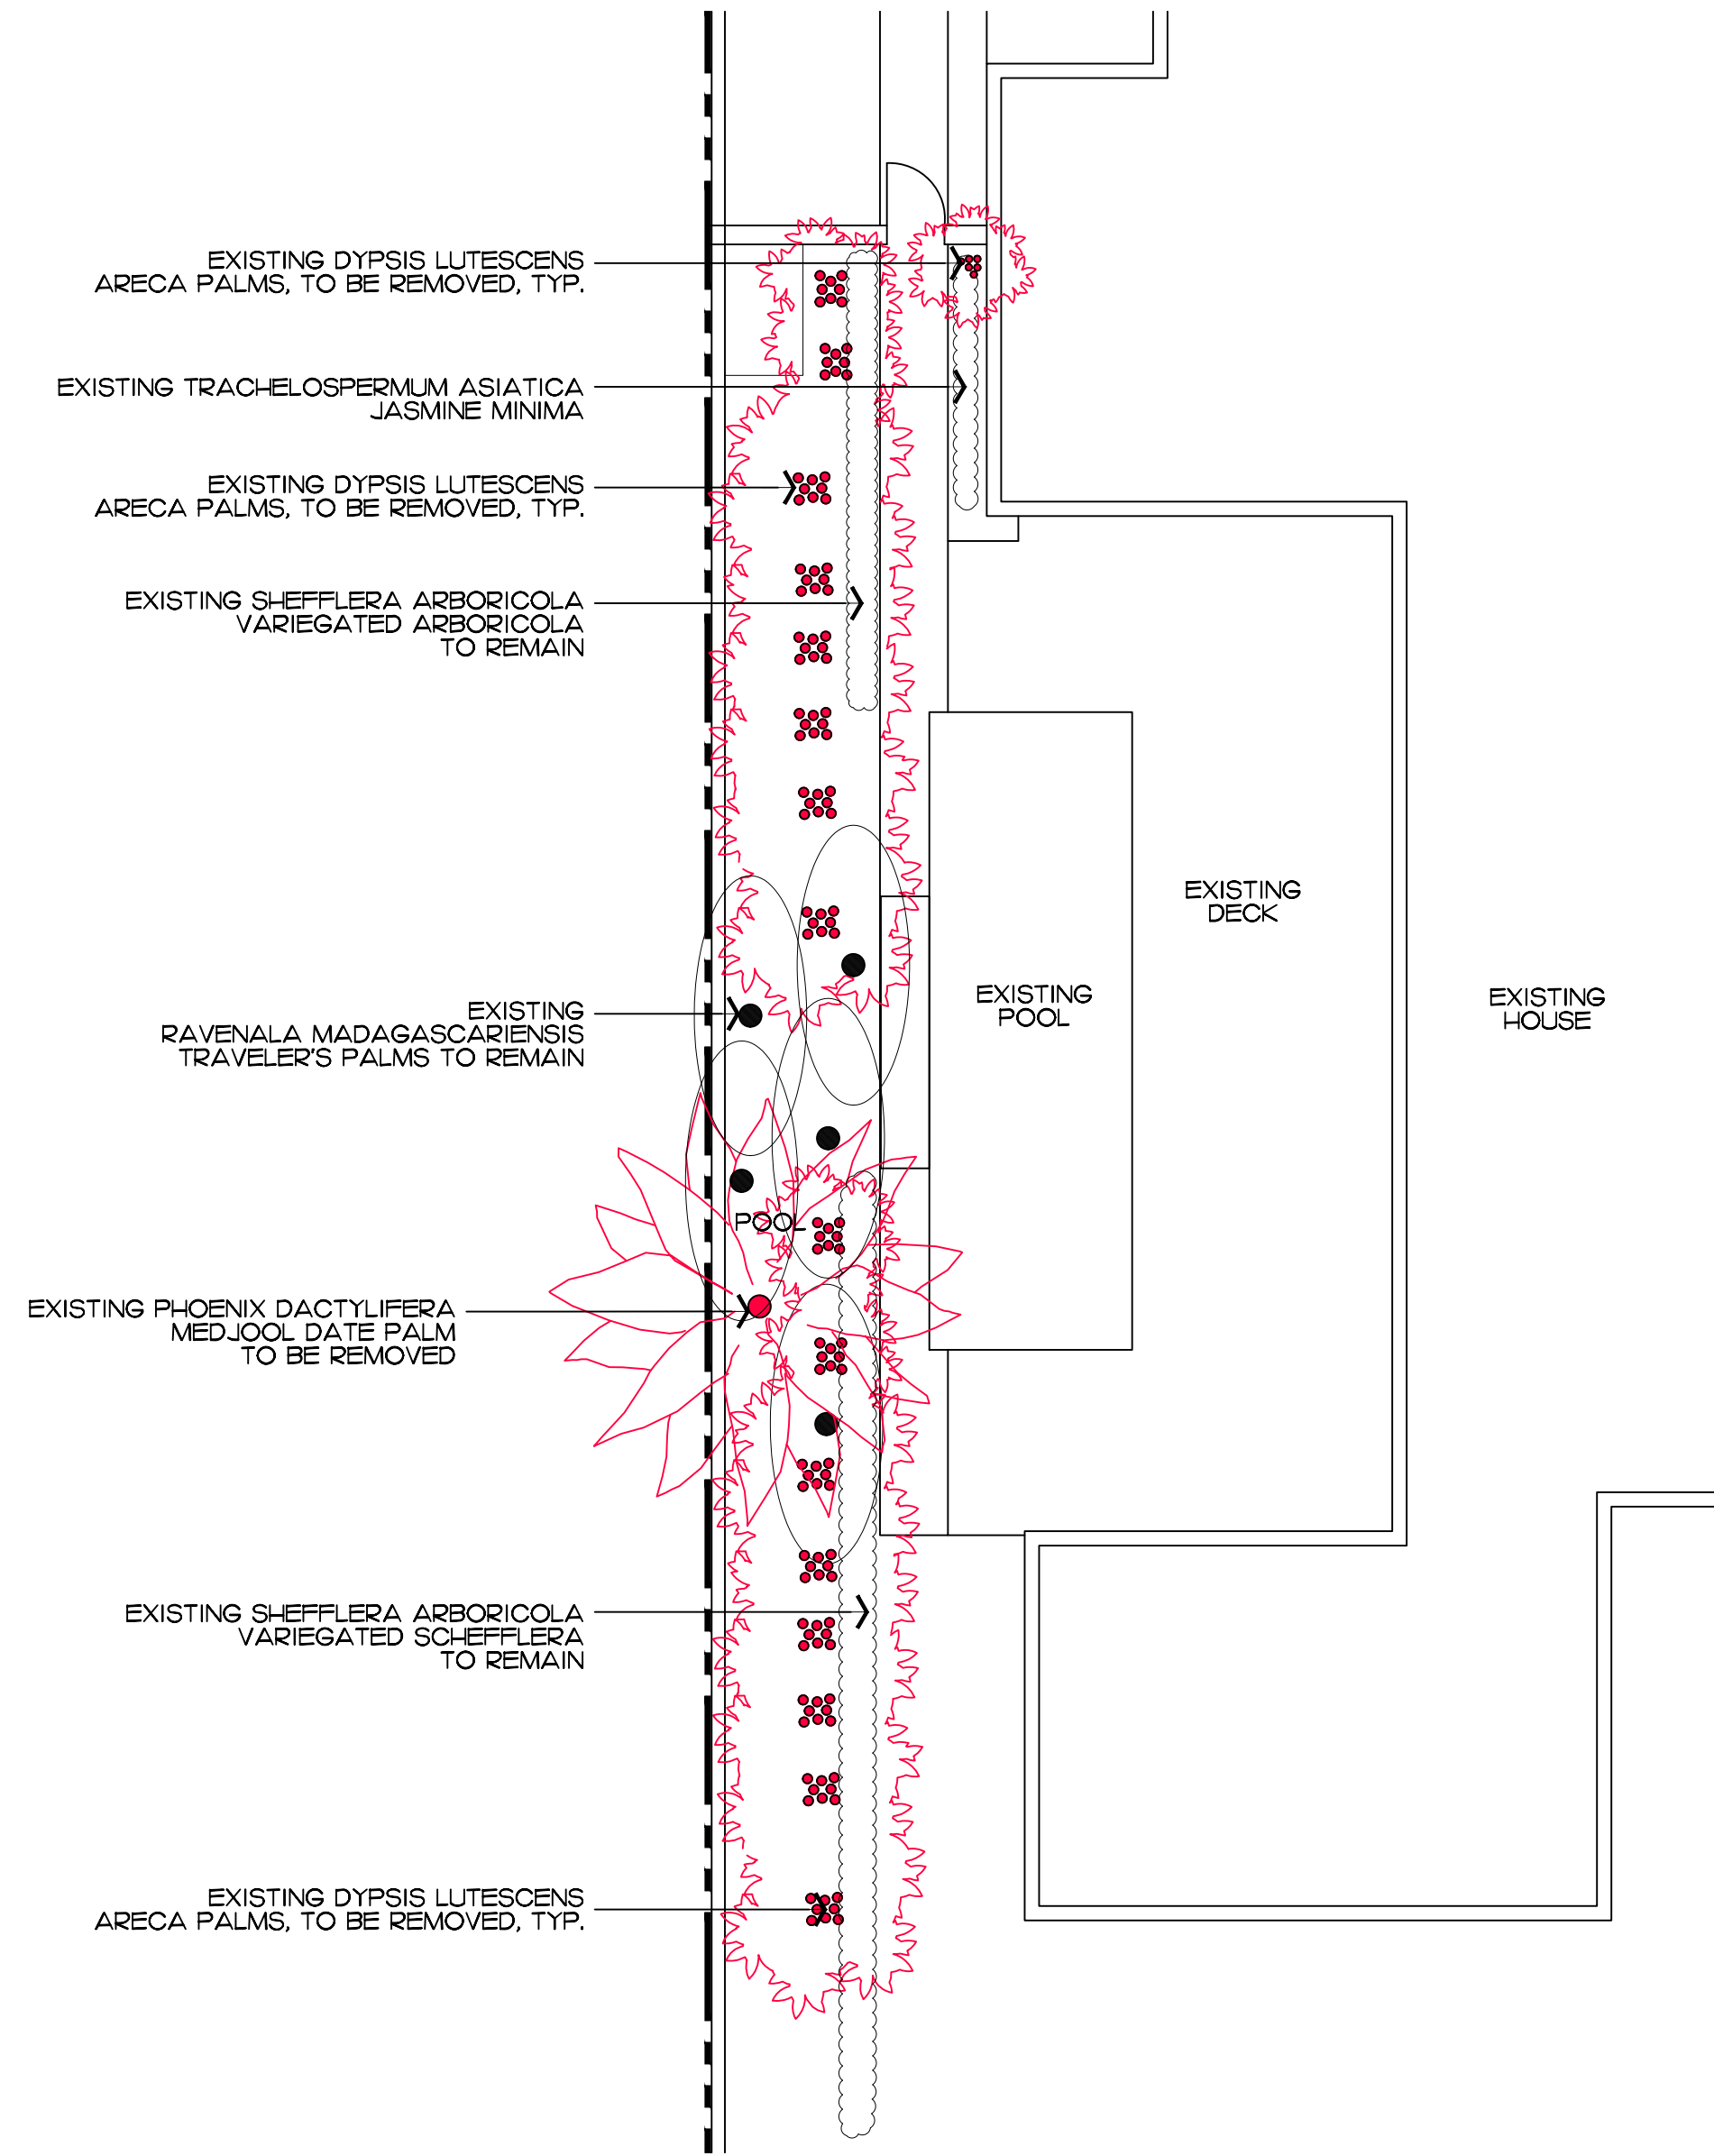 EXISTING DYPSIS LUTESCENS
ARECA PALMS, TO BE REMOVED, TYP.
EXISTING TRACHELOSPERMUM ASIATICA
JASMINE MINIMA
EXISTING DYPSIS LUTESCENS
ARECA PALMS, TO BE REMOVED, TYP.
EXISTING SHEFFLERA ARBORICOLA
VARIEGATED ARBORICOLA
TO REMAIN
EXISTING
DECK
EXISTING
POOL
EXISTING
HOUSE
EXISTING
RAVENALA MADAGASCARIENSIS
TRAVELER'S PALMS TO REMAIN
POOL
EXISTING PHOENIX DACTYLIFERA
MEDJOOL DATE PALM
TO BE REMOVED
EXISTING SHEFFLERA ARBORICOLA
VARIEGATED SCHEFFLERA
TO REMAIN
EXISTING DYPSIS LUTESCENS
ARECA PALMS, TO BE REMOVED, TYP.